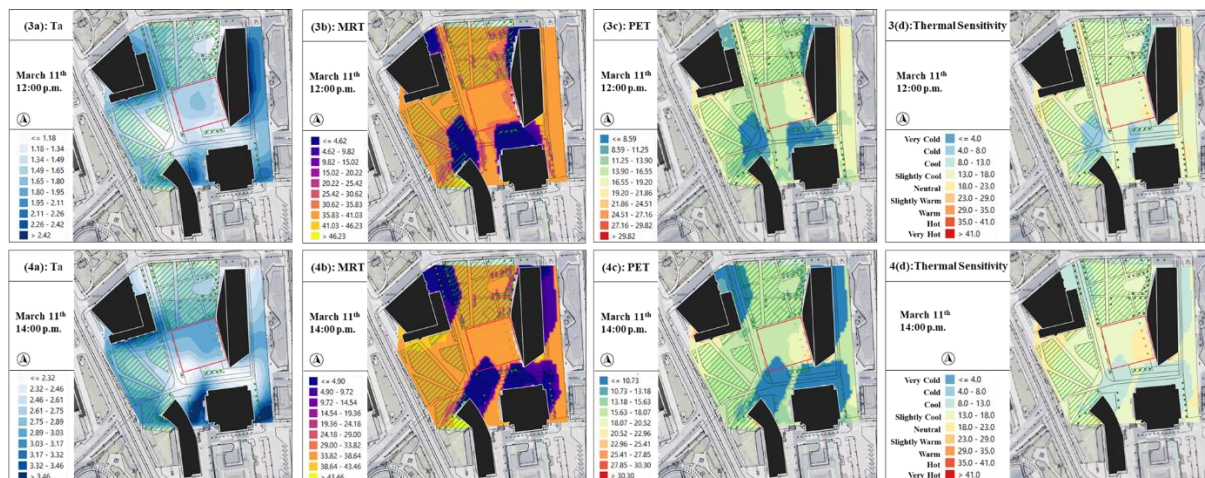 (3a): Ta
March 11th
12:00 p.m.
<= 1.18
1.18 - 1.34
1.34 - 1.49
1.49 - 1.65
1.65 - 1.80
1.80 - 1.95
1.95 - 2.11
2.11 - 2.26
2.26 - 2.42
> 2.42
(3b): MRT
March 11th
12:00 p.m.
<= 4.62
4.62 - 9.82
9.82 - 15.02
15.02 - 20.22
20.22 - 25.42
25.42 - 30.62
30.62 - 35.83
35.83 - 41.03
41.03 - 46.23
> 46.23
(3c): PET
March 11th
12:00 p.m.
<= 8.59
8.59 - 11.25
11.25 - 13.90
13.90 - 16.55
16.55 - 19.20
19.20 - 21.86
21.86 - 24.51
24.51 - 27.16
27.16 - 29.82
> 29.82
3(d): Thermal Sensitivity
March 11th
12:00 p.m.
Very Cold <= 4.0
Cold 4.0 - 8.0
Cool 8.0 - 13.0
Slightly Cool 13.0 - 18.0
Neutral 18.0 - 23.0
Slightly Warm 23.0 - 29.0
Warm 29.0 - 35.0
Hot 35.0 - 41.0
Very Hot > 41.0
(4a): Ta
March 11th
14:00 p.m.
<= 2.32
2.32 - 2.46
2.46 - 2.61
2.61 - 2.75
2.75 - 2.89
2.89 - 3.03
3.03 - 3.17
3.17 - 3.32
3.32 - 3.46
> 3.46
(4b): MRT
March 11th
14:00 p.m.
<= 4.90
4.90 - 9.72
9.72 - 14.54
14.54 - 19.36
19.36 - 24.18
24.18 - 29.00
29.00 - 33.82
33.82 - 38.64
38.64 - 43.46
> 43.46
(4c): PET
March 11th
14:00 p.m.
<= 10.73
10.73 - 13.18
13.18 - 15.63
15.63 - 18.07
18.07 - 20.52
20.52 - 22.96
22.96 - 25.41
25.41 - 27.85
27.85 - 30.30
> 30.30
4(d): Thermal Sensitivity
March 11th
14:00 p.m.
Very Cold <= 4.0
Cold 4.0 - 8.0
Cool 8.0 - 13.0
Slightly Cool 13.0 - 18.0
Neutral 18.0 - 23.0
Slightly Warm 23.0 - 29.0
Warm 29.0 - 35.0
Hot 35.0 - 41.0
Very Hot > 41.0